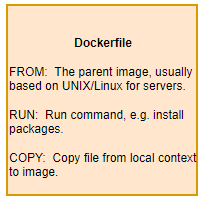 Dockerfile
FROM:  The parent image, usually
based on UNIX/Linux for servers.
RUN:  Run command, e.g. install
packages.
COPY:  Copy file from local context
to image.